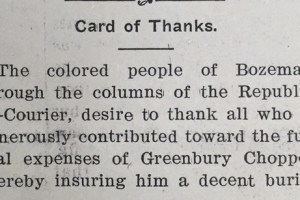 Card of Thanks.
The colored people of Bozema
rough the columns of the Republi
-Courier, desire to thank all who
nerously contributed toward the fu
al expenses of Greenbury Choppe
ereby insuring him a decent buri